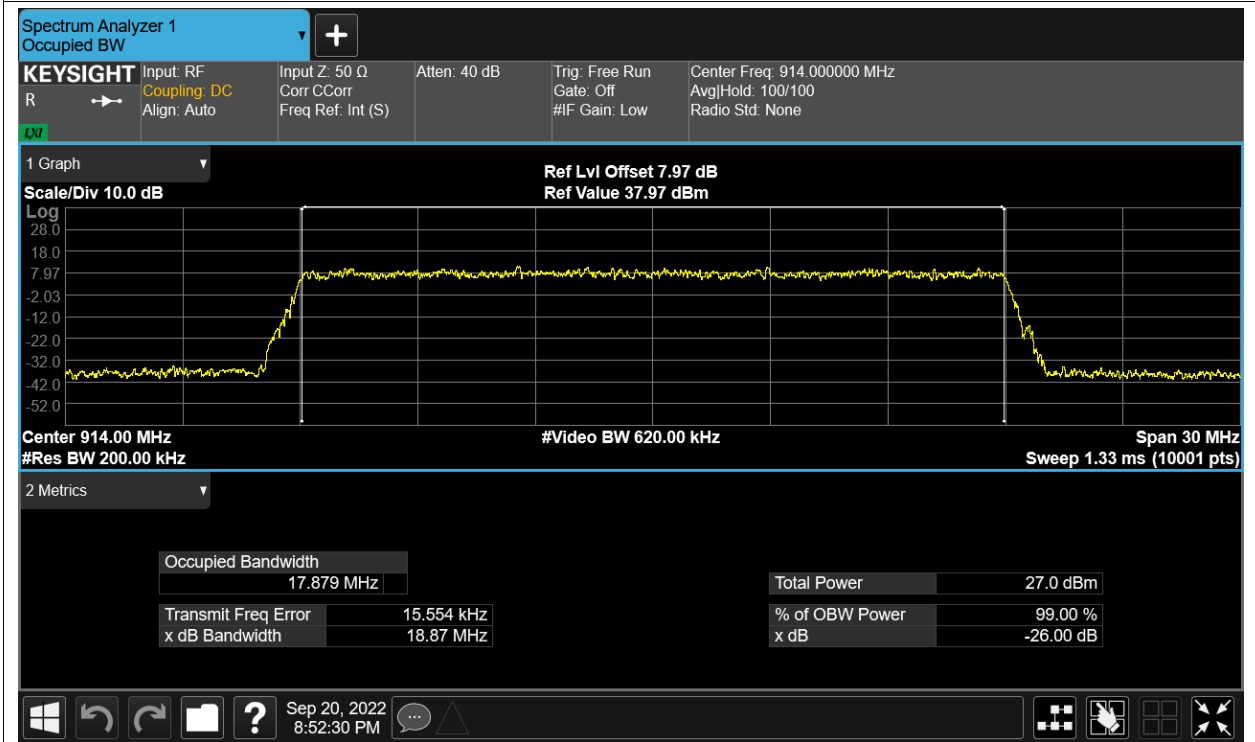 Spectrum Analyzer 1
Occupied BW
KEYSIGHT
R
LXI
Input: RF
Coupling: DC
Align: Auto
Input Z: 50 Ω
Corr CCorr
Freq Ref: Int (S)
Atten: 40 dB
Trig: Free Run
Gate: Off
#IF Gain: Low
Center Freq: 914.000000 MHz
Avg|Hold: 100/100
Radio Std: None
1 Graph
Scale/Div 10.0 dB
Ref Lvl Offset 7.97 dB
Ref Value 37.97 dBm
Log
28.0
18.0
7.97
-2.03
-12.0
-22.0
-32.0
-42.0
-52.0
Center 914.00 MHz
#Video BW 620.00 kHz
Span 30 MHz
#Res BW 200.00 kHz
Sweep 1.33 ms (10001 pts)
2 Metrics
Occupied Bandwidth
17.879 MHz
Total Power 27.0 dBm
Transmit Freq Error 15.554 kHz
% of OBW Power 99.00 %
x dB Bandwidth 18.87 MHz
x dB -26.00 dB
?
Sep 20, 2022
8:52:30 PM